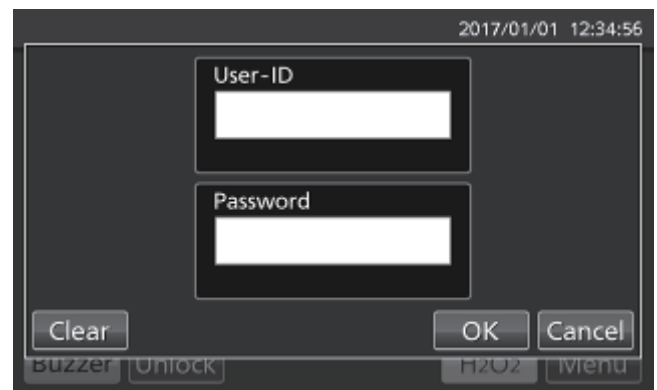 2017/01/01 12:34:56
User-ID
Password
Clear OK Cancel
Buzzer Unlock H2O2 Menu